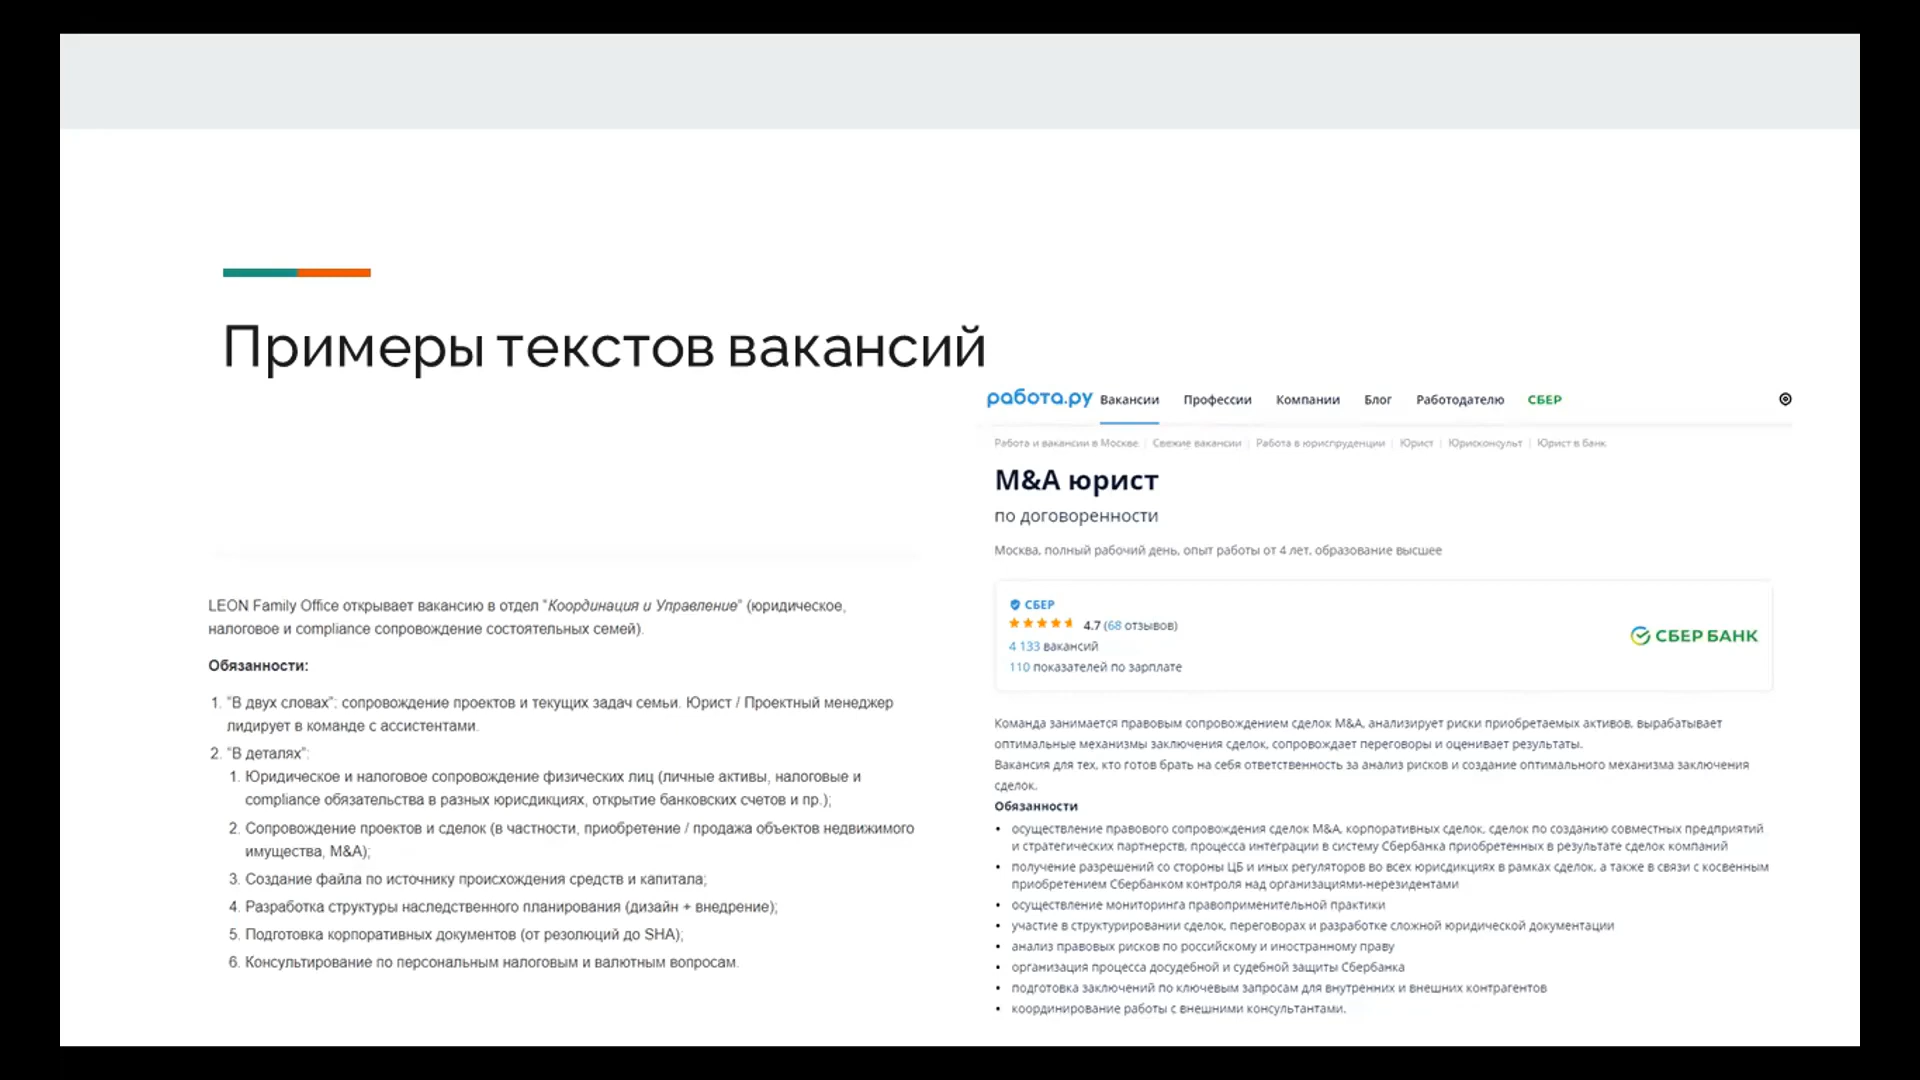 Примеры текстов вакансий
LEON Family Office открывает вакансию в отдел "Координация и Управление" (юридическое,
налоговое и compliance сопровождение состоятельных семей).
Обязанности:
1. "В двух словах": сопровождение проектов и текущих задач семьи. Юрист / Проектный менеджер
лидирует в команде с ассистентами.
2. "В деталях":
1. Юридическое и налоговое сопровождение физических лиц (личные активы, налоговые и
compliance обязательства в разных юрисдикциях, открытие банковских счетов и пр.);
2. Сопровождение проектов и сделок (в частности, приобретение / продажа объектов недвижимого
имущества, M&A);
3. Создание файла по источнику происхождения средств и капитала;
4. Разработка структуры наследственного планирования (дизайн + внедрение);
5. Подготовка корпоративных документов (от резолюций до SHA);
6. Консультирование по персональным налоговым и валютным вопросам.
работа.ру Вакансии Профессии Компании Блог Работодателю СБЕР
Работа и вакансии в Москве | Свежие вакансии | Работа в юриспруденции | Юрист | Юрисконсульт | Юрист в банк
M&A юрист
по договоренности
Москва, полный рабочий день, опыт работы от 4 лет, образование высшее
СБЕР
4.7 (68 отзывов)
4 133 вакансий
110 показателей по зарплате
СБЕР БАНК
Команда занимается правовым сопровождением сделок M&A, анализирует риски приобретаемых активов, вырабатывает
оптимальные механизмы заключения сделок, сопровождает переговоры и оценивает результаты.
Вакансия для тех, кто готов брать на себя ответственность за анализ рисков и создание оптимального механизма заключения
сделок.
Обязанности
• осуществление правового сопровождения сделок M&A, корпоративных сделок, сделок по созданию совместных предприятий
и стратегических партнерств, процесса интеграции в систему Сбербанка приобретенных в результате сделок компаний
• получение разрешений со стороны ЦБ и иных регуляторов во всех юрисдикциях в рамках сделок, а также в связи с косвенным
приобретением Сбербанком контроля над организациями-нерезидентами
• осуществление мониторинга правоприменительной практики
• участие в структурировании сделок, переговорах и разработке сложной юридической документации
• анализ правовых рисков по российскому и иностранному праву
• организация процесса досудебной и судебной защиты Сбербанка
• подготовка заключений по ключевым запросам для внутренних и внешних контрагентов
• координирование работы с внешними консультантами.